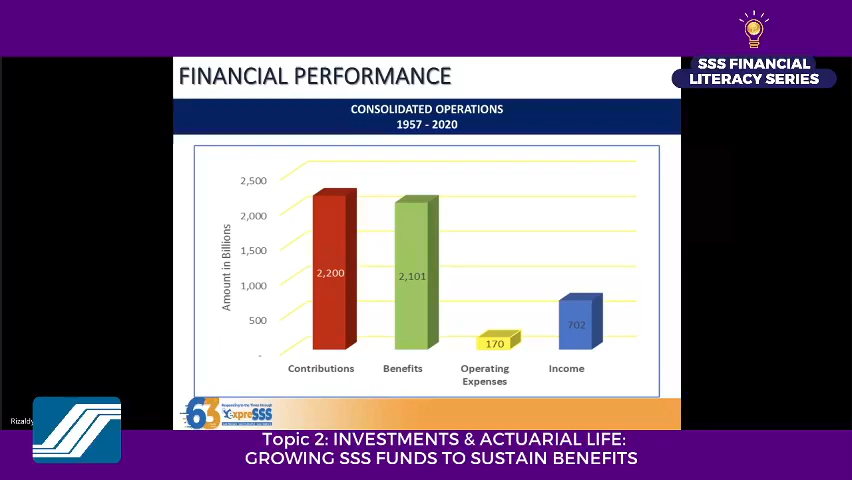 SSS FINANCIAL
LITERACY SERIES
FINANCIAL PERFORMANCE
CONSOLIDATED OPERATIONS
1957 - 2020
Amount in Billions
2,500
2,000
1,500
1,000
500
-
2,200
2,101
170
702
Contributions
Benefits
Operating
Expenses
Income
63
expreSSS
Rizaldy
Topic 2: INVESTMENTS & ACTUARIAL LIFE:
GROWING SSS FUNDS TO SUSTAIN BENEFITS